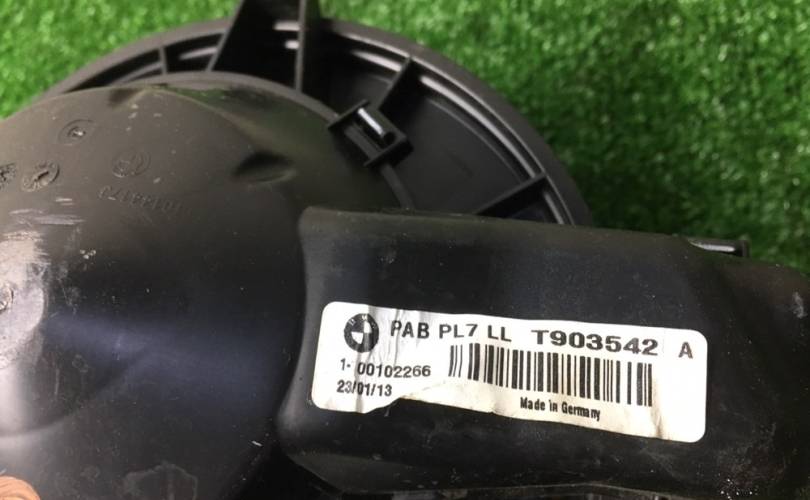 PAB PL7 LL T903542 A
1- 00102266
23/01/13
Made in Germany